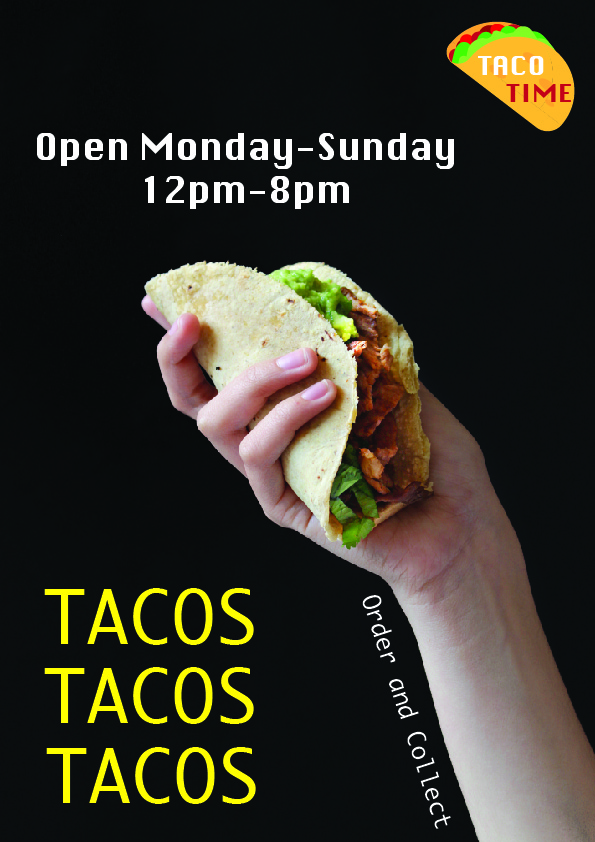 TACO
TIME
Open Monday-Sunday
12pm-8pm
TACOS
TACOS
TACOS
Order and Collect